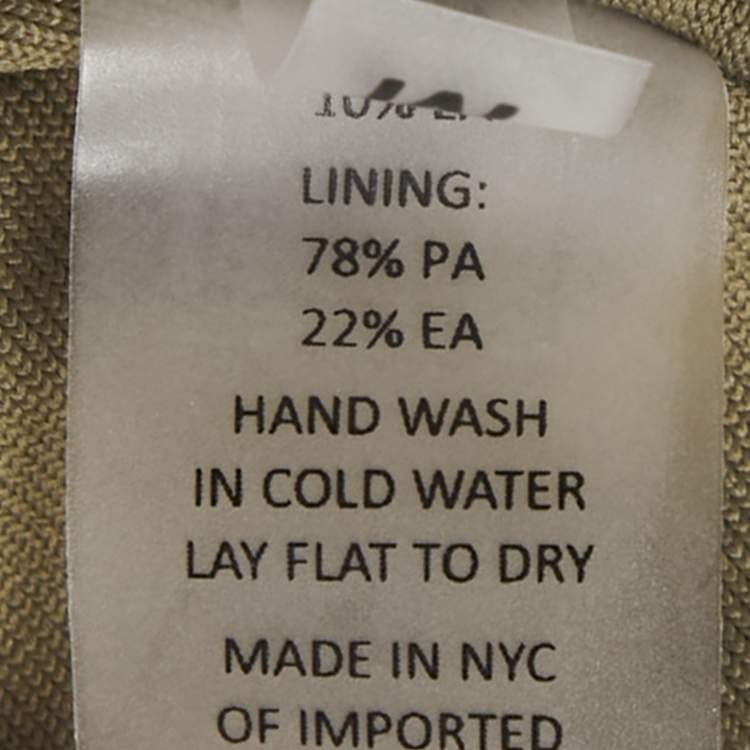 10%
LINING:
78% PA
22% EA
HAND WASH
IN COLD WATER
LAY FLAT TO DRY
MADE IN NYC
OF IMPORTED